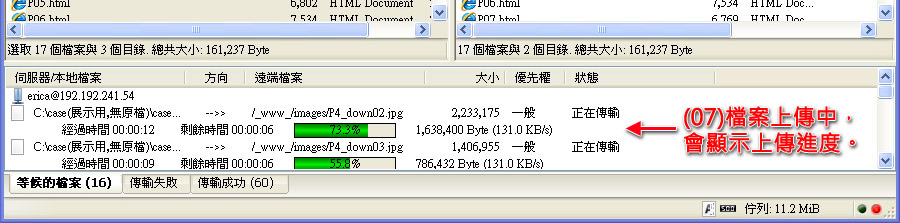 P05.html 6,802 HTML Document
P06.html 7,534 HTML Document
7,534 HTML Doc...
P07.html 6,769 HTML Doc...
選取 17 個檔案與 3 個目錄. 總共大小: 161,237 Byte
17 個檔案與 2 個目錄. 總共大小: 161,237 Byte
伺服器/本地檔案 方向 遠端檔案 大小 優先權 狀態
erica@192.192.241.54
C:\case(展示用,無原檔)\case... -->> /_www_/images/P4_down02.jpg 2,233,175 一般 正在傳輸
經過時間 00:00:12 剩餘時間 00:00:06 73.3% 1,638,400 Byte (131.0 KB/s)
C:\case(展示用,無原檔)\case... -->> /_www_/images/P4_down03.jpg 1,406,955 一般 正在傳輸
經過時間 00:00:09 剩餘時間 00:00:06 55.8% 786,432 Byte (131.0 KB/s)
(07)檔案上傳中，
會顯示上傳進度。
等候的檔案 (16) 傳輸失敗 傳輸成功 (60)
佇列: 11.2 MiB